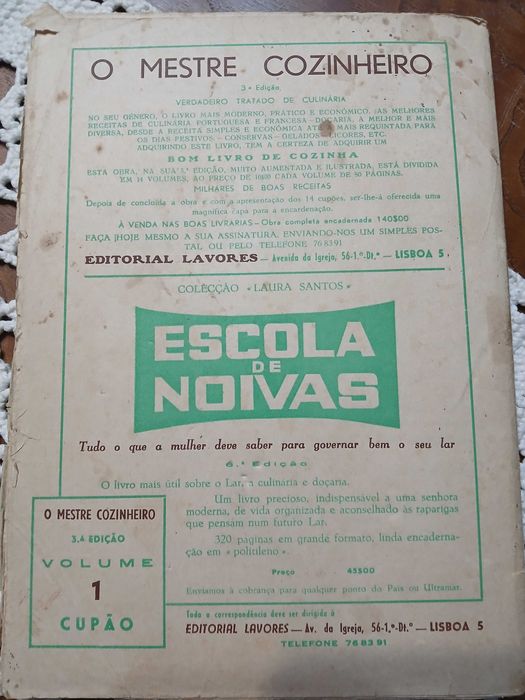 O MESTRE COZINHEIRO
3.ª Edição
VERDADEIRO TRATADO DE CULINÁRIA
NO SEU GÉNERO, O LIVRO MAIS MODERNO, PRÁTICO E ECONÓMICO. (AS MELHORES
RECEITAS DE CULINÁRIA PORTUGUESA E FRANCESA - DOÇARIA, A MELHOR E MAIS
DIVERSA, DESDE A RECEITA SIMPLES E ECONÓMICA ATÉ À MAIS REQUINTADA PARA
OS DIAS FESTIVOS - CONSERVAS - GELADOS - LICORES, ETC.
ADQUIRINDO ESTE LIVRO, TEM A CERTEZA DE ADQUIRIR UM
BOM LIVRO DE COZINHA
ESTA OBRA, NA SUA 3.ª EDIÇÃO, MUITO AUMENTADA E ILUSTRADA, ESTÁ DIVIDIDA
EM 14 VOLUMES, AO PREÇO DE 10$00 CADA VOLUME DE 50 PÁGINAS.
MILHARES DE BOAS RECEITAS
Depois de concluída a obra e com a apresentação dos 14 cupões, ser-lhe-á oferecida uma
magnífica capa para a encardenação.
À VENDA NAS BOAS LIVRARIAS - Obra completa encadernada 140$00
FAÇA HOJE MESMO A SUA ASSINATURA, ENVIANDO-NOS UM SIMPLES POS-
TAL OU PELO TELEFONE 76 83 91
EDITORIAL LAVORES — Avenida da Igreja, 56-1.º-Dt.º — LISBOA 5
COLECÇÃO «LAURA SANTOS»
ESCOLA
DE
NOIVAS
Tudo o que a mulher deve saber para governar bem o seu lar
6.ª Edição
O livro mais útil sobre o Lar, a culinária e doçaria.
Um livro precioso, indispensável a uma senhora
moderna, de vida organizada e aconselhado às raparigas
que pensam num futuro Lar.
320 páginas em grande formato, linda encaderna-
ção em «politileno».
Preço 45$00
Enviamos à cobrança para qualquer ponto do País ou Ultramar.
O MESTRE COZINHEIRO
3.ª EDIÇÃO
VOLUME
1
CUPÃO
Toda a correspondência deve ser dirigida à
EDITORIAL LAVORES — Av. da Igreja, 56-1.º-Dt.º — LISBOA 5
TELEFONE 76 83 91